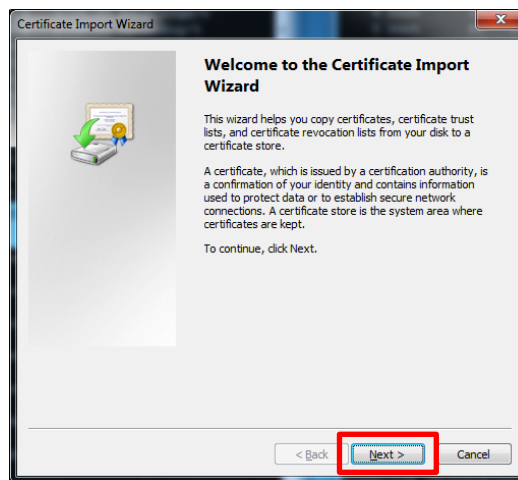 Certificate Import Wizard
x
Welcome to the Certificate Import
Wizard
This wizard helps you copy certificates, certificate trust
lists, and certificate revocation lists from your disk to a
certificate store.
A certificate, which is issued by a certification authority, is
a confirmation of your identity and contains information
used to protect data or to establish secure network
connections. A certificate store is the system area where
certificates are kept.
To continue, click Next.
< Back
Next >
Cancel